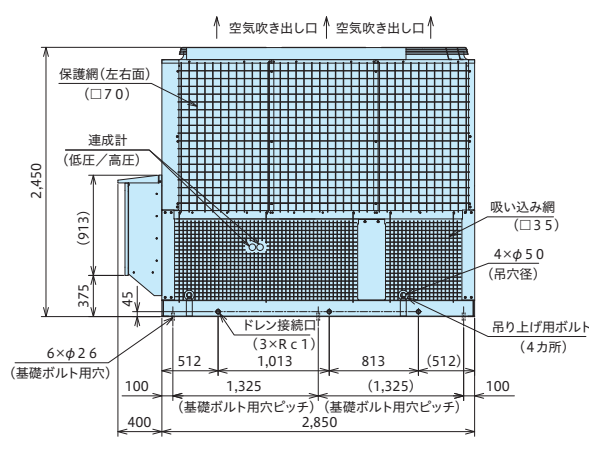 空気吹き出し口 空気吹き出し口
保護網（左右面）
（□７０）
連成計
（低圧／高圧）
2,450
(913)
375
45
吸い込み網
（□３５）
4×φ５０
（吊穴径）
吊り上げ用ボルト
（４カ所）
ドレン接続口
（３×Ｒｃ１）
6×φ２６
（基礎ボルト用穴）
512 1,013 813 (512)
100 1,325 (1,325) 100
（基礎ボルト用穴ピッチ）（基礎ボルト用穴ピッチ）
400 2,850